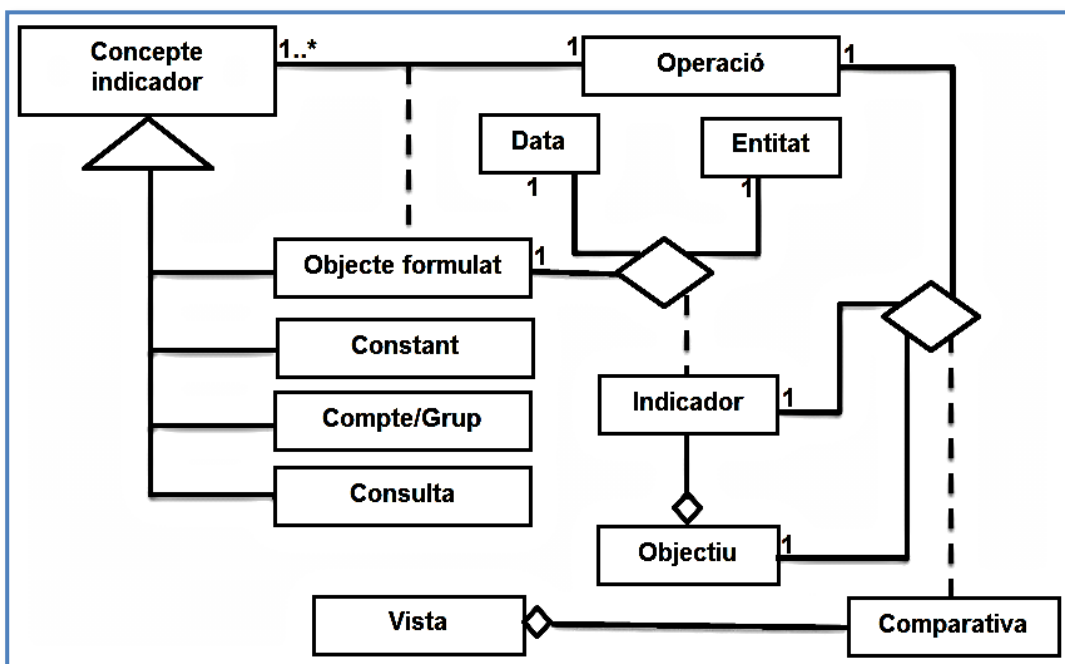 Concepte
indicador
1..*
1
Operació
1
Data
1
Entitat
1
Objecte formulat
1
Constant
Compte/Grup
Consulta
Indicador
1
Objectiu
1
Vista
Comparativa